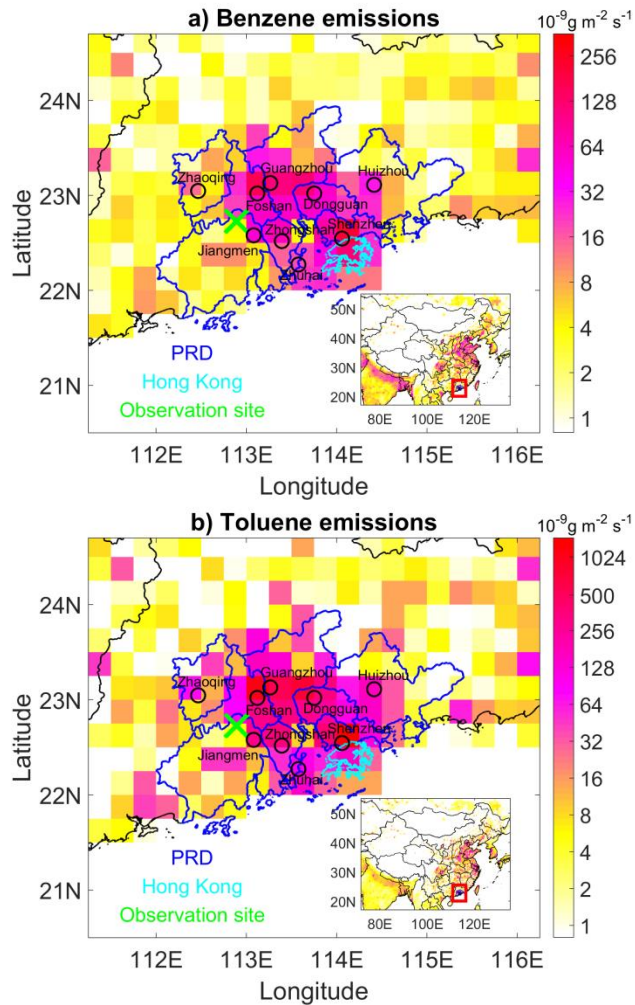 a) Benzene emissions
10⁻⁹g m⁻² s⁻¹
24N
23N
22N
21N
Latitude
Zhaoqing
Guangzhou
Huizhou
Foshan
Dongguan
Jiangmen
Zhongshan
Shanzhen
Zhuhai
PRD
Hong Kong
Observation site
50N
40N
30N
20N
80E 100E 120E
112E 113E 114E 115E 116E
Longitude
256
128
64
32
16
8
4
2
1
b) Toluene emissions
10⁻⁹g m⁻² s⁻¹
24N
23N
22N
21N
Latitude
Zhaoqing
Guangzhou
Huizhou
Foshan
Dongguan
Jiangmen
Zhongshan
Shanzhen
Zhuhai
PRD
Hong Kong
Observation site
50N
40N
30N
20N
80E 100E 120E
112E 113E 114E 115E 116E
Longitude
1024
500
256
128
64
32
16
8
4
2
1